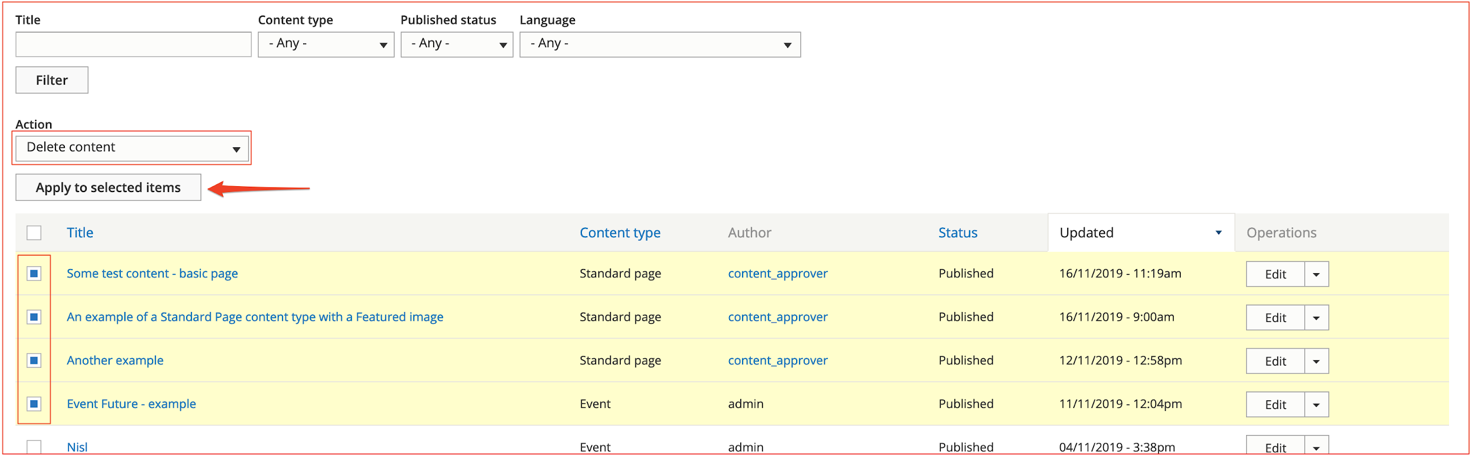 Title Content type Published status Language
- Any - - Any - - Any -
Filter
Action
Delete content
Apply to selected items
Title Content type Author Status Updated Operations
Some test content - basic page Standard page content_approver Published 16/11/2019 - 11:19am Edit
An example of a Standard Page content type with a Featured image Standard page content_approver Published 16/11/2019 - 9:00am Edit
Another example Standard page content_approver Published 12/11/2019 - 12:58pm Edit
Event Future - example Event admin Published 11/11/2019 - 12:04pm Edit
Nisl Event admin Published 04/11/2019 - 3:38pm Edit